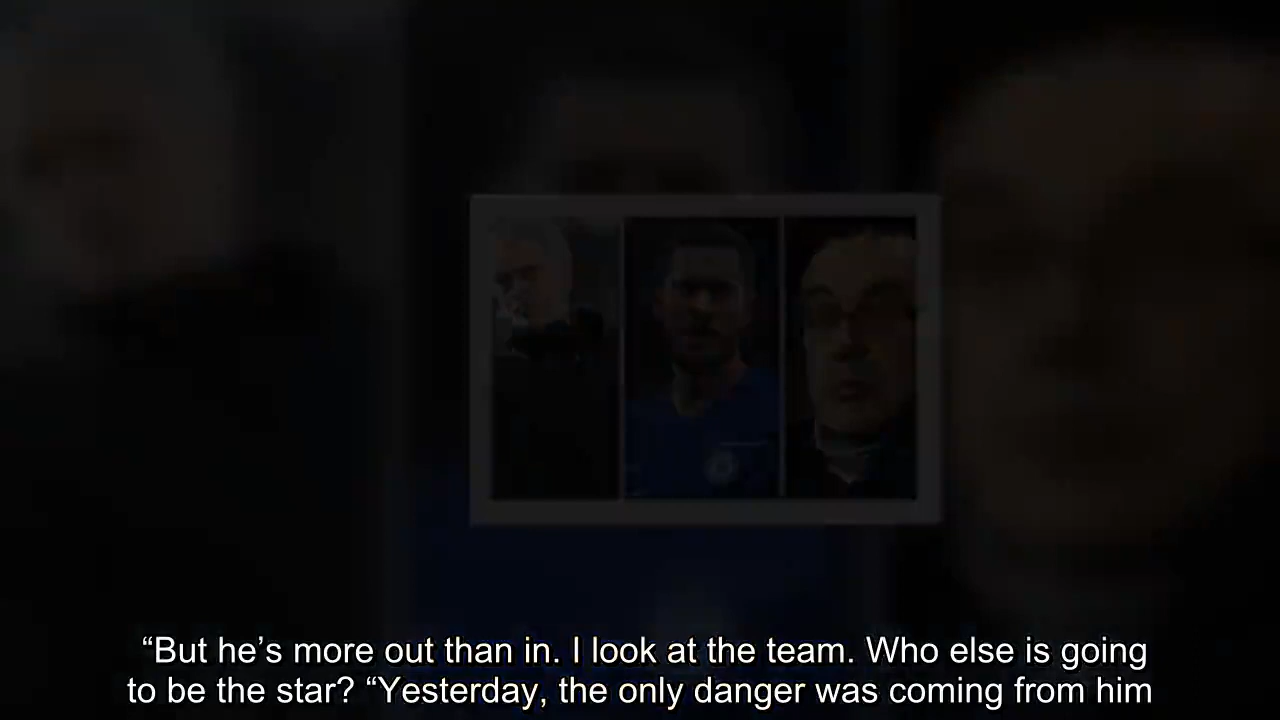 “But he’s more out than in. I look at the team. Who else is going
to be the star? “Yesterday, the only danger was coming from him